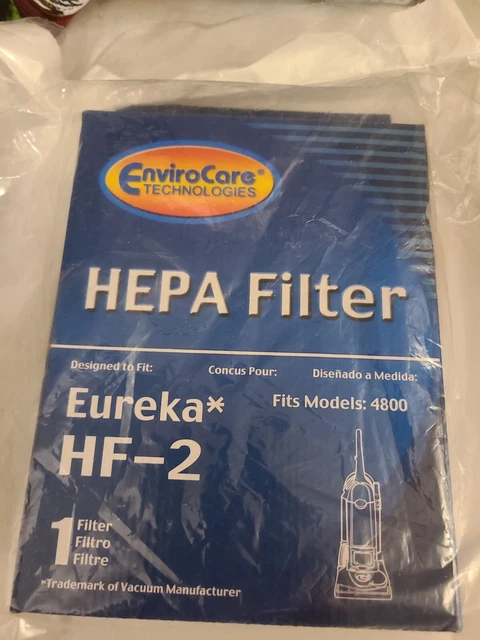 EnviroCare®
TECHNOLOGIES
HEPA Filter
Designed to Fit: Concus Pour: Diseñado a Medida:
Eureka* Fits Models: 4800
HF-2
1 Filter
Filtro
Filtre
*Trademark of Vacuum Manufacturer